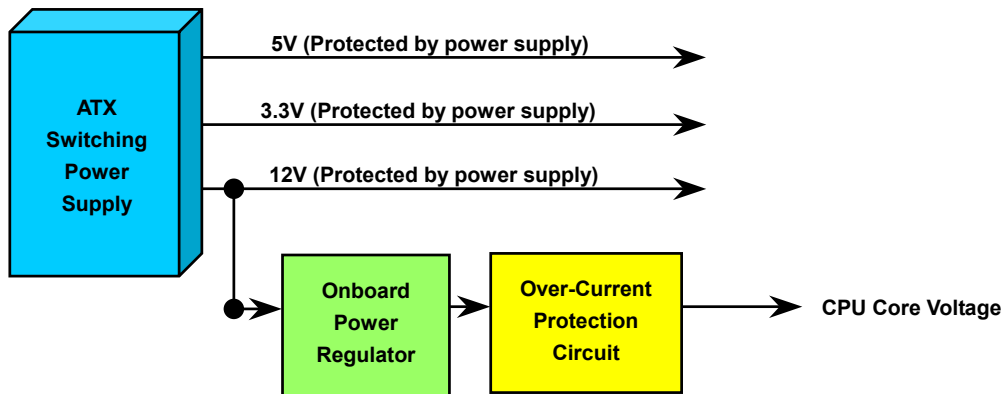 ATX
Switching
Power
Supply
5V (Protected by power supply)
3.3V (Protected by power supply)
12V (Protected by power supply)
Onboard
Power
Regulator
Over-Current
Protection
Circuit
CPU Core Voltage